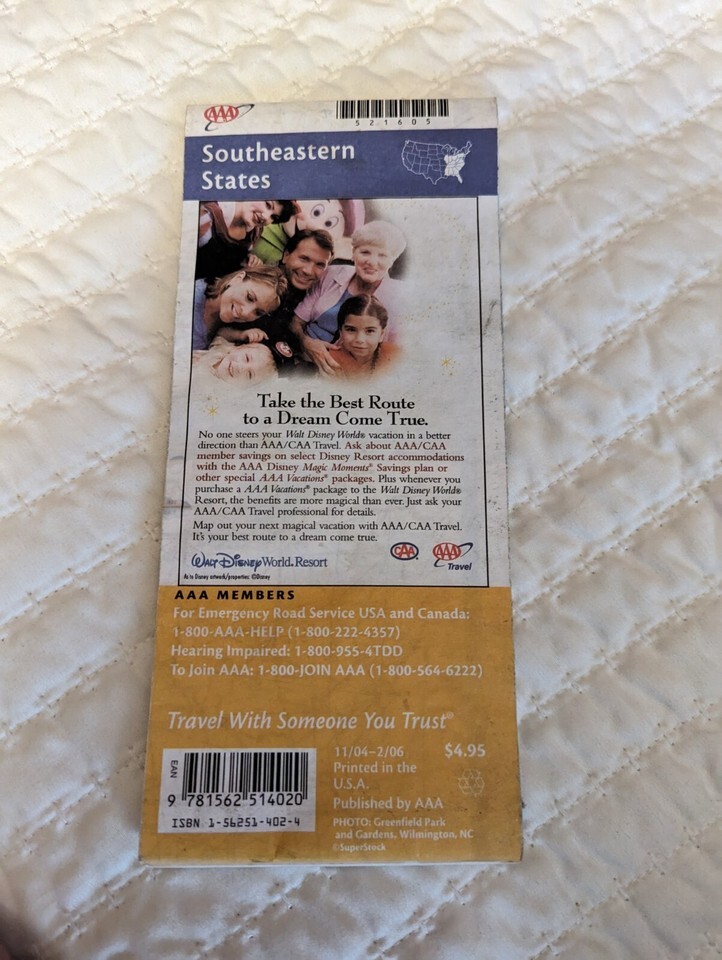 AAA
521605
Southeastern
States
Take the Best Route
to a Dream Come True.
No one steers your Walt Disney World® vacation in a better
direction than AAA/CAA Travel. Ask about AAA/CAA
member savings on select Disney Resort accommodations
with the AAA Disney Magic Moments® Savings plan or
other special AAA Vacations® packages. Plus whenever you
purchase a AAA Vacations® package to the Walt Disney World®
Resort, the benefits are more magical than ever. Just ask your
AAA/CAA Travel professional for details.
Map out your next magical vacation with AAA/CAA Travel.
It's your best route to a dream come true.
Walt Disney World. Resort
CAA
AAA
Travel
As to Disney artwork/properties: ©Disney
AAA MEMBERS
For Emergency Road Service USA and Canada:
1-800-AAA-HELP (1-800-222-4357)
Hearing Impaired: 1-800-955-4TDD
To Join AAA: 1-800-JOIN AAA (1-800-564-6222)
Travel With Someone You Trust®
EAN
9 781562 514020
ISBN 1-56251-402-4
11/04–2/06 $4.95
Printed in the
U.S.A.
Published by AAA
PHOTO: Greenfield Park
and Gardens, Wilmington, NC
©SuperStock